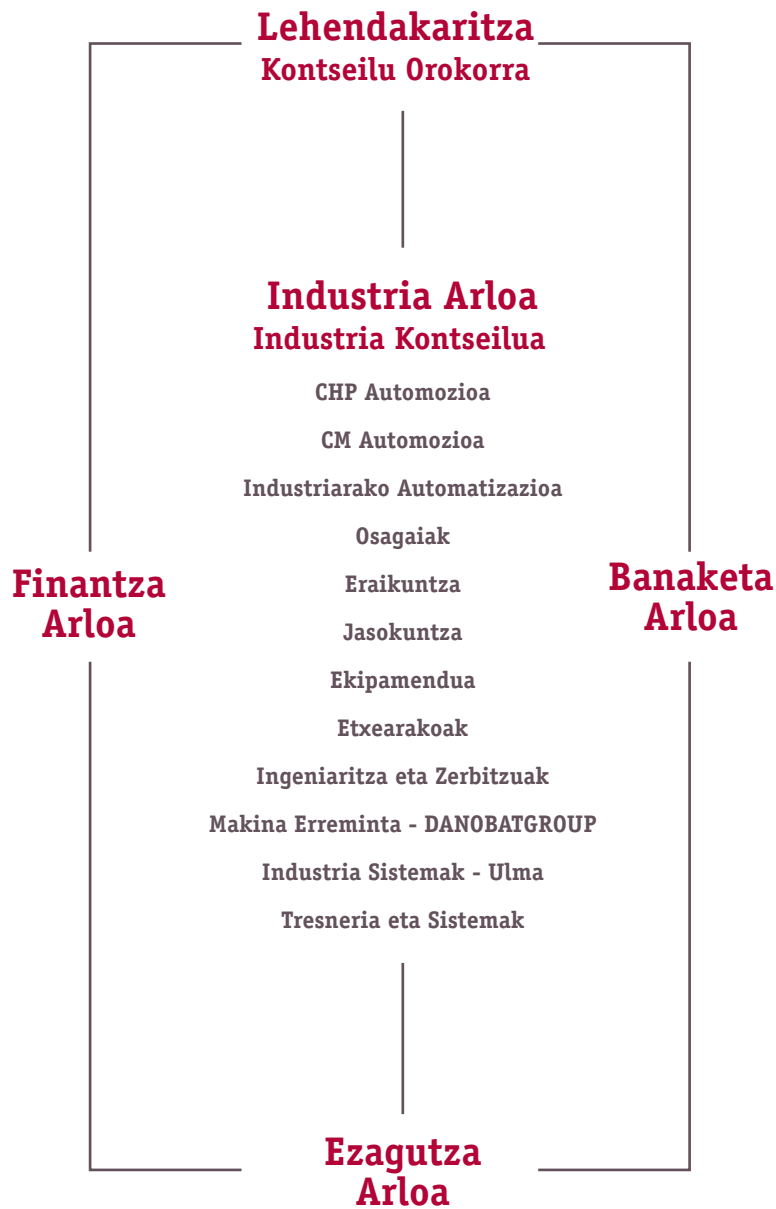 Lehendakaritza
Kontseilu Orokorra
Industria Arloa
Industria Kontseilua
CHP Automozioa
CM Automozioa
Industriarako Automatizazioa
Osagaiak
Eraikuntza
Jasokuntza
Ekipamendua
Etxearakoak
Ingeniaritza eta Zerbitzuak
Makina Erreminta - DANOBATGROUP
Industria Sistemak - Ulma
Tresneria eta Sistemak
Finantza
Arloa
Banaketa
Arloa
Ezagutza
Arloa